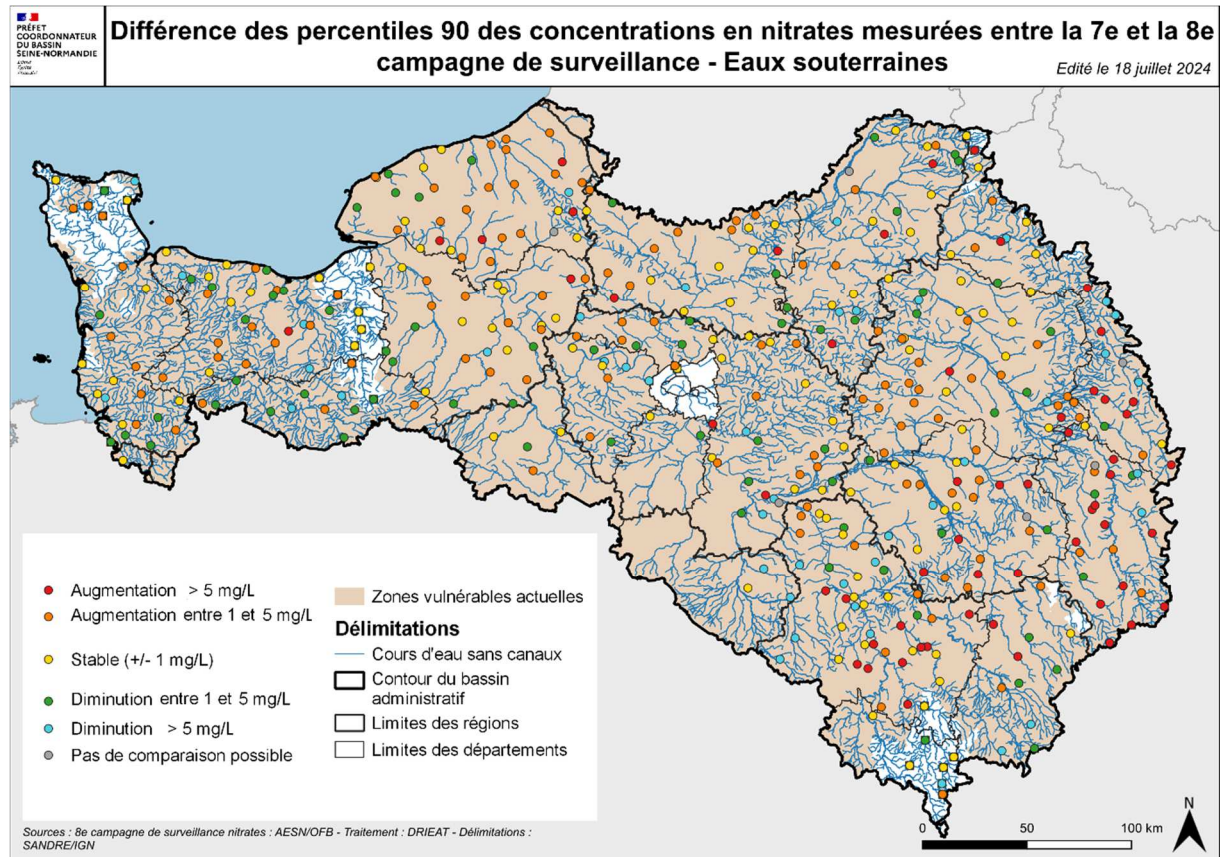 PRÉFET
COORDONNATEUR
DU BASSIN
SEINE-NORMANDIE
Différence des percentiles 90 des concentrations en nitrates mesurées entre la 7e et la 8e
campagne de surveillance - Eaux souterraines
Edité le 18 juillet 2024
Augmentation > 5 mg/L
Augmentation entre 1 et 5 mg/L
Stable (+/- 1 mg/L)
Diminution entre 1 et 5 mg/L
Diminution > 5 mg/L
Pas de comparaison possible
Zones vulnérables actuelles
Délimitations
Cours d'eau sans canaux
Contour du bassin
administratif
Limites des régions
Limites des départements
Sources : 8e campagne de surveillance nitrates : AESN/OFB - Traitement : DRIEAT - Délimitations :
SANDRE/IGN
0 50 100 km
N